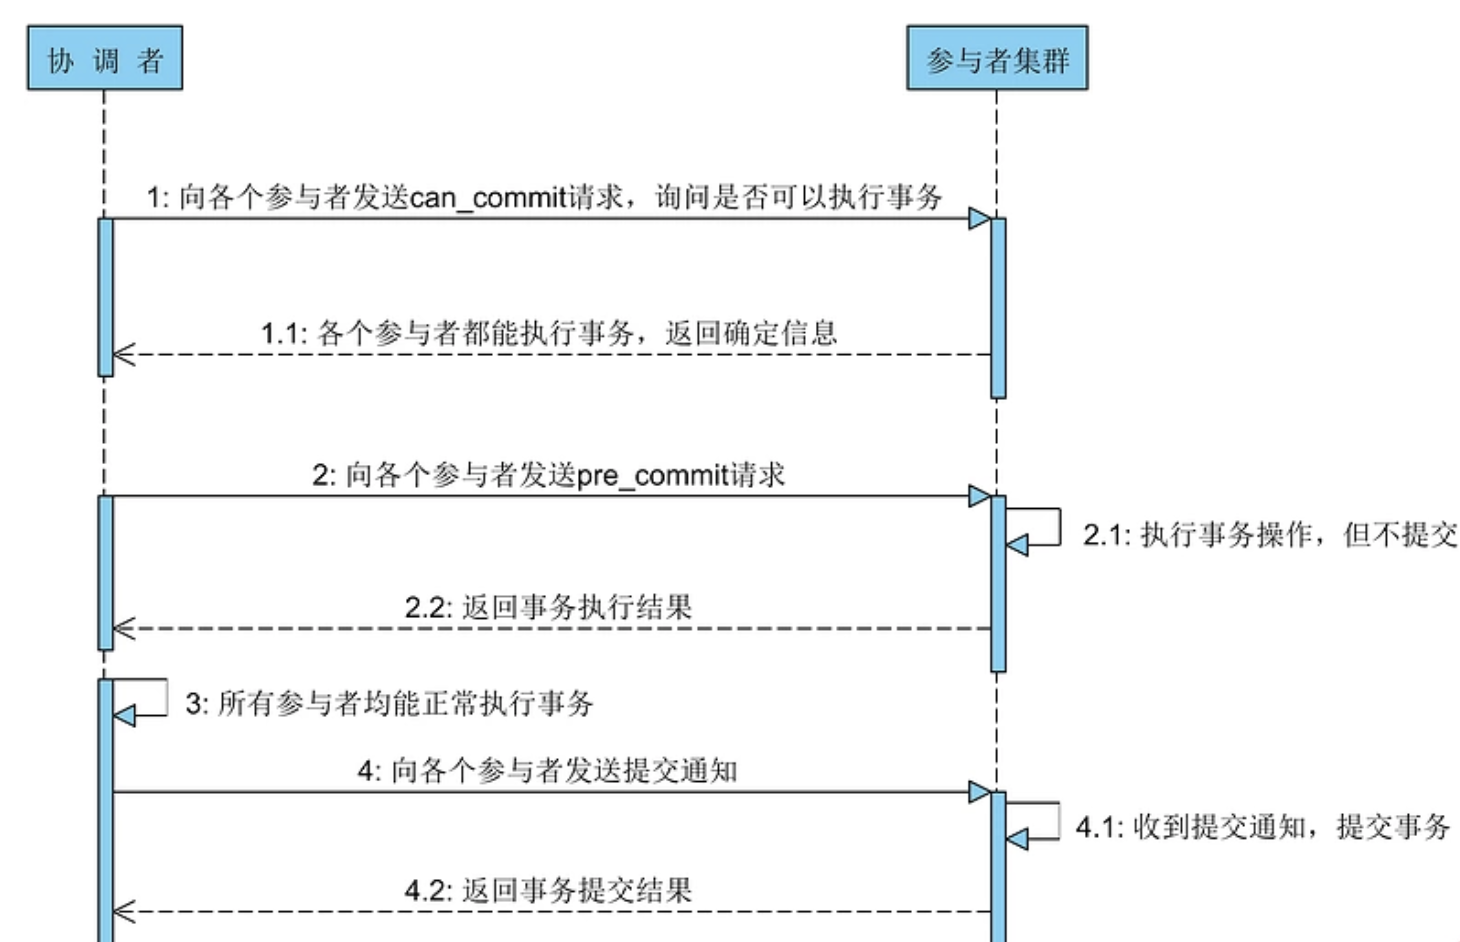 协 调 者
参与者集群
1: 向各个参与者发送can_commit请求，询问是否可以执行事务
1.1: 各个参与者都能执行事务，返回确定信息
2: 向各个参与者发送pre_commit请求
2.1: 执行事务操作，但不提交
2.2: 返回事务执行结果
3: 所有参与者均能正常执行事务
4: 向各个参与者发送提交通知
4.1: 收到提交通知，提交事务
4.2: 返回事务提交结果